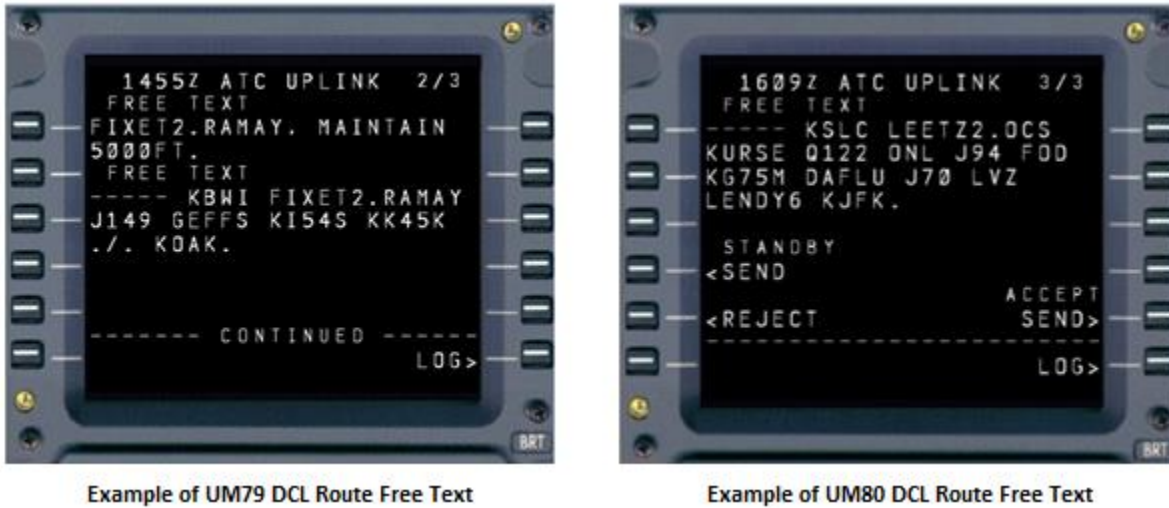 1455Z ATC UPLINK 2/3
FREE TEXT
FIXET2.RAMAY. MAINTAIN
5000FT.
FREE TEXT
----- KBWI FIXET2.RAMAY
J149 GEFFS KI54S KK45K
./. KOAK.
------- CONTINUED ------
LOG>
BRT
Example of UM79 DCL Route Free Text
1609Z ATC UPLINK 3/3
FREE TEXT
----- KSLC LEETZ2.OCS
KURSE Q122 ONL J94 FOD
KG75M DAFLU J70 LVZ
LENDY6 KJFK.
STANDBY
<SEND
ACCEPT
<REJECT SEND>
------------------------
LOG>
BRT
Example of UM80 DCL Route Free Text